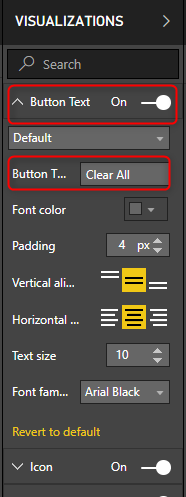 VISUALIZATIONS
Search
Button Text On
Default
Button T... Clear All
Font color
Padding 4 px
Vertical ali...
Horizontal ...
Text size 10
Font fam... Arial Black
Revert to default
Icon On